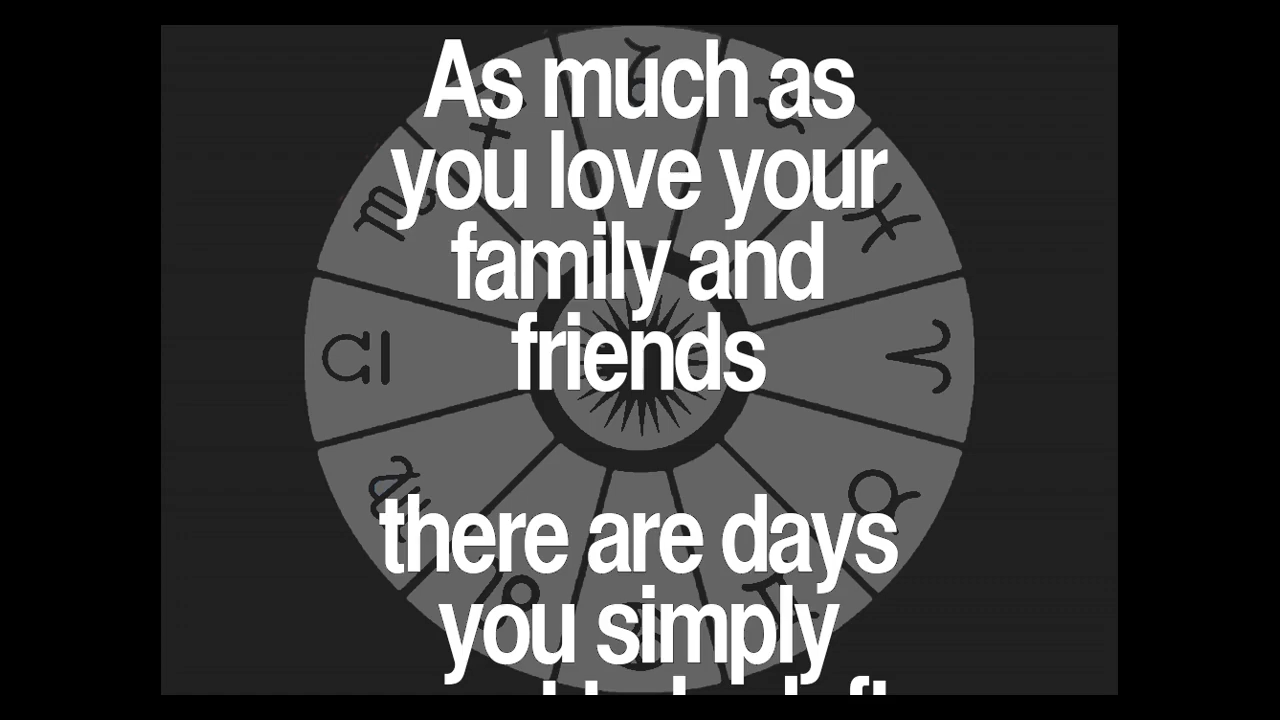 As much as
you love your
family and
friends
there are days
you simply